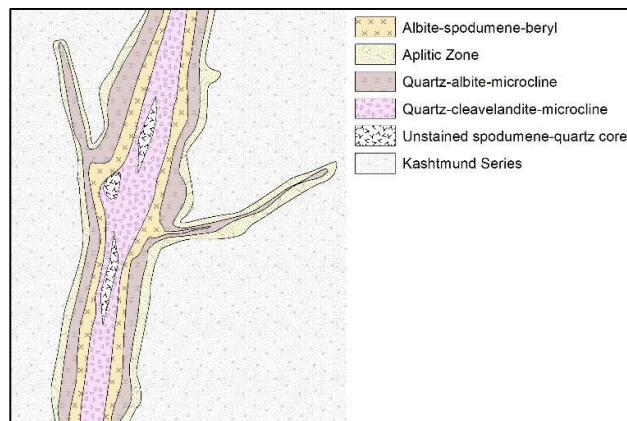 Albite-spodumene-beryl
Aplitic Zone
Quartz-albite-microcline
Quartz-cleavelandite-microcline
Unstained spodumene-quartz core
Kashtmund Series